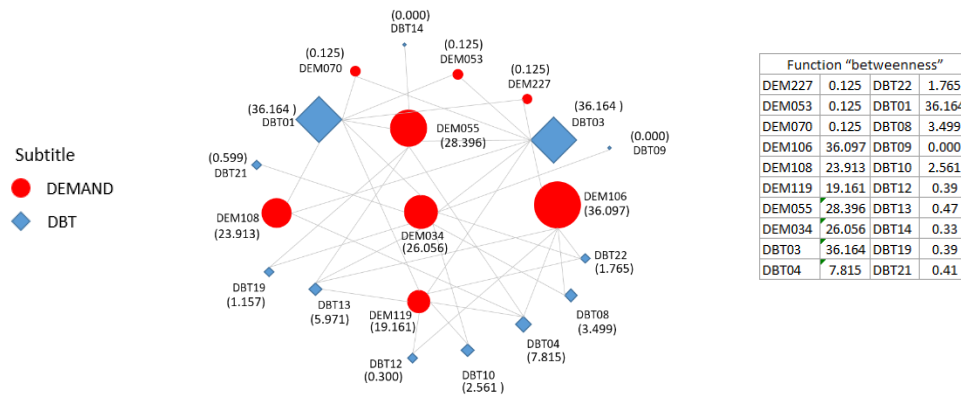 (0.000)
DBT14
(0.125)
DEM070
(0.125)
DEM053
(0.125)
DEM227
(36.164 )
DBT01
(36.164 )
DBT03
DEM055
(28.396)
(0.000)
DBT09
(0.599)
DBT21
Subtitle
DEMAND
DBT
DEM108
(23.913)
DEM034
(26.056)
DEM106
(36.097)
DBT22
(1.765)
DBT19
(1.157)
DBT13
(5.971)
DEM119
(19.161)
DBT08
(3.499)
DBT04
(7.815)
DBT12
(0.300)
DBT10
(2.561 )
Function "betweenness"
DEM227 0.125 DBT22 1.765
DEM053 0.125 DBT01 36.164
DEM070 0.125 DBT08 3.499
DEM106 36.097 DBT09 0.000
DEM108 23.913 DBT10 2.561
DEM119 19.161 DBT12 0.39
DEM055 28.396 DBT13 0.47
DEM034 26.056 DBT14 0.33
DBT03 36.164 DBT19 0.39
DBT04 7.815 DBT21 0.41